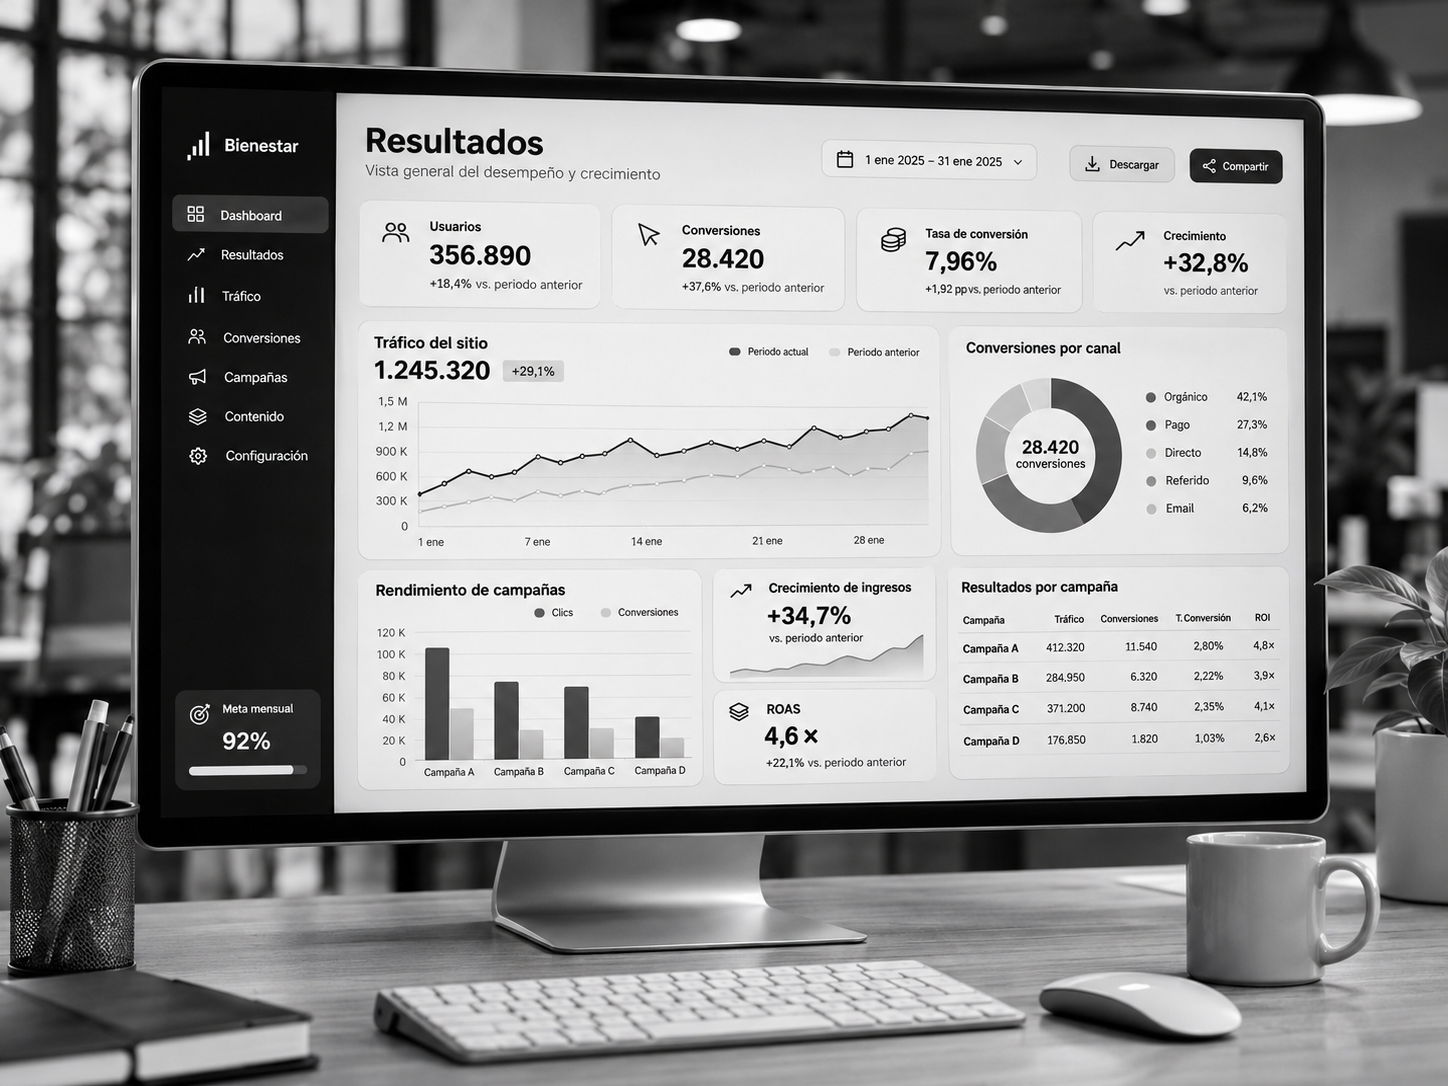 Bienestar
Dashboard
Resultados
Tráfico
Conversiones
Campañas
Contenido
Configuración
Meta mensual
92%
Resultados
Vista general del desempeño y crecimiento
1 ene 2025 – 31 ene 2025
Descargar
Compartir
Usuarios
356.890
+18,4% vs. periodo anterior
Conversiones
28.420
+37,6% vs. periodo anterior
Tasa de conversión
7,96%
+1,92 pp vs. periodo anterior
Crecimiento
+32,8%
vs. periodo anterior
Tráfico del sitio
1.245.320 +29,1%
Periodo actual Periodo anterior
1,5 M
1,2 M
900 K
600 K
300 K
0
1 ene 7 ene 14 ene 21 ene 28 ene
Conversiones por canal
28.420
conversiones
Orgánico 42,1%
Pago 27,3%
Directo 14,8%
Referido 9,6%
Email 6,2%
Rendimiento de campañas
Clics Conversiones
120 K
100 K
80 K
60 K
40 K
20 K
0
Campaña A Campaña B Campaña C Campaña D
Crecimiento de ingresos
+34,7%
vs. periodo anterior
ROAS
4,6×
+22,1% vs. periodo anterior
Resultados por campaña
Campaña Tráfico Conversiones T. Conversión ROI
Campaña A 412.320 11.540 2,80% 4,8×
Campaña B 284.950 6.320 2,22% 3,9×
Campaña C 371.200 8.740 2,35% 4,1×
Campaña D 176.850 1.820 1,03% 2,6×